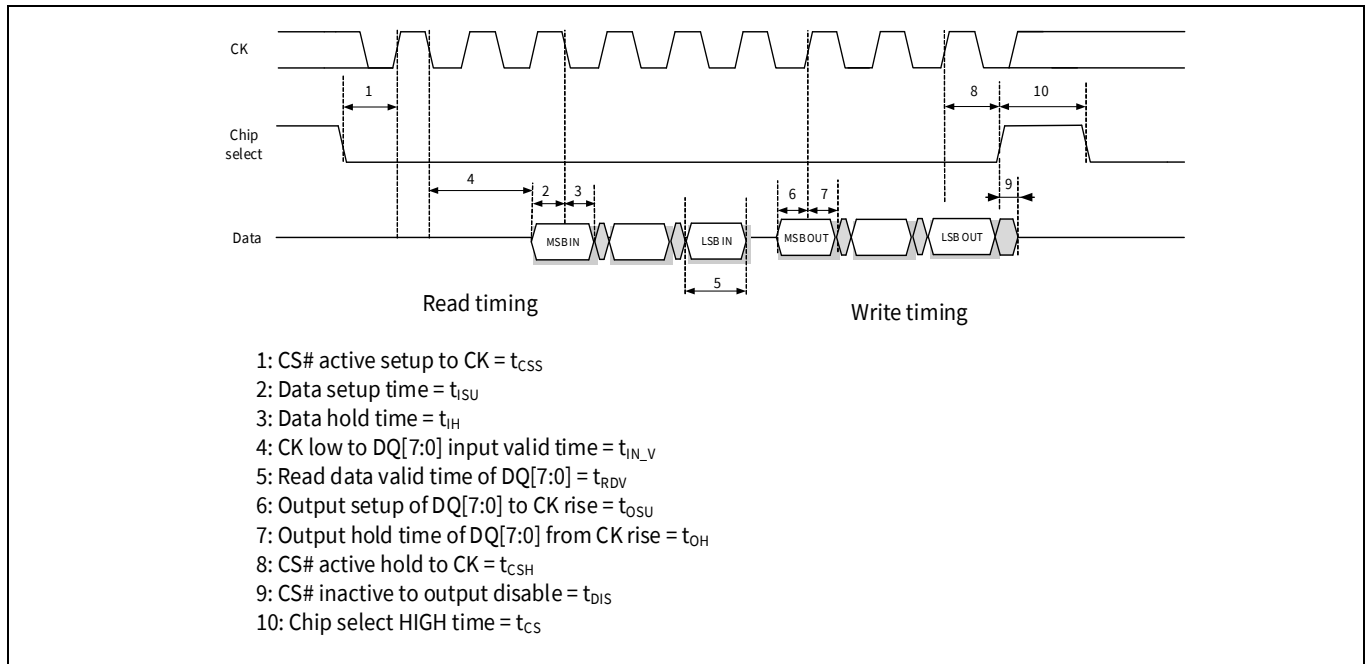 CK
1
8
10
Chip
select
4
2
3
6
7
9
Data
MSB IN
LSB IN
MSB OUT
LSB OUT
5
Read timing
Write timing
1: CS# active setup to CK = tCSS
2: Data setup time = tISU
3: Data hold time = tIH
4: CK low to DQ[7:0] input valid time = tIN_V
5: Read data valid time of DQ[7:0] = tRDV
6: Output setup of DQ[7:0] to CK rise = tOSU
7: Output hold time of DQ[7:0] from CK rise = tOH
8: CS# active hold to CK = tCSH
9: CS# inactive to output disable = tDIS
10: Chip select HIGH time = tCS